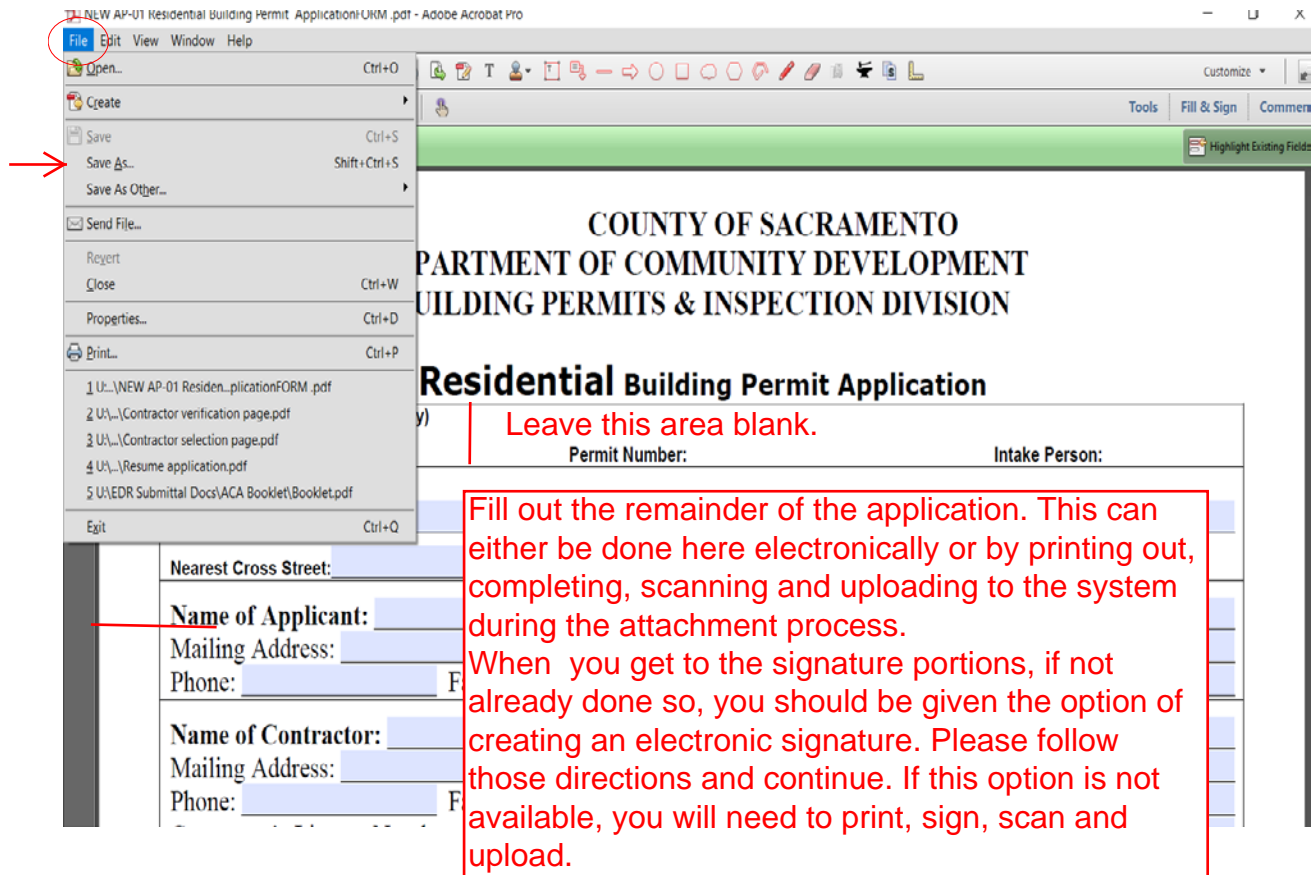 NEW AP-01 Residential Building Permit ApplicationFORM .pdf - Adobe Acrobat Pro
File Edit View Window Help
Open... Ctrl+O
Customize
Create
Tools Fill & Sign Commen
Save Ctrl+S
Highlight Existing Fields
Save As... Shift+Ctrl+S
Save As Other...
Send File...
Revert
Close Ctrl+W
Properties... Ctrl+D
Print... Ctrl+P
1 U:\...\NEW AP-01 Residen...plicationFORM .pdf
2 U:\...\Contractor verification page.pdf
3 U:\...\Contractor selection page.pdf
4 U:\...\Resume application.pdf
5 U:\EDR Submittal Docs\ACA Booklet\Booklet.pdf
Exit Ctrl+Q
COUNTY OF SACRAMENTO
PARTMENT OF COMMUNITY DEVELOPMENT
UILDING PERMITS & INSPECTION DIVISION
Residential Building Permit Application
y)
Leave this area blank.
Permit Number: Intake Person:
Nearest Cross Street:
Name of Applicant:
Mailing Address:
Phone: F
Name of Contractor:
Mailing Address:
Phone: F
Fill out the remainder of the application. This can
either be done here electronically or by printing out,
completing, scanning and uploading to the system
during the attachment process.
When you get to the signature portions, if not
already done so, you should be given the option of
creating an electronic signature. Please follow
those directions and continue. If this option is not
available, you will need to print, sign, scan and
upload.